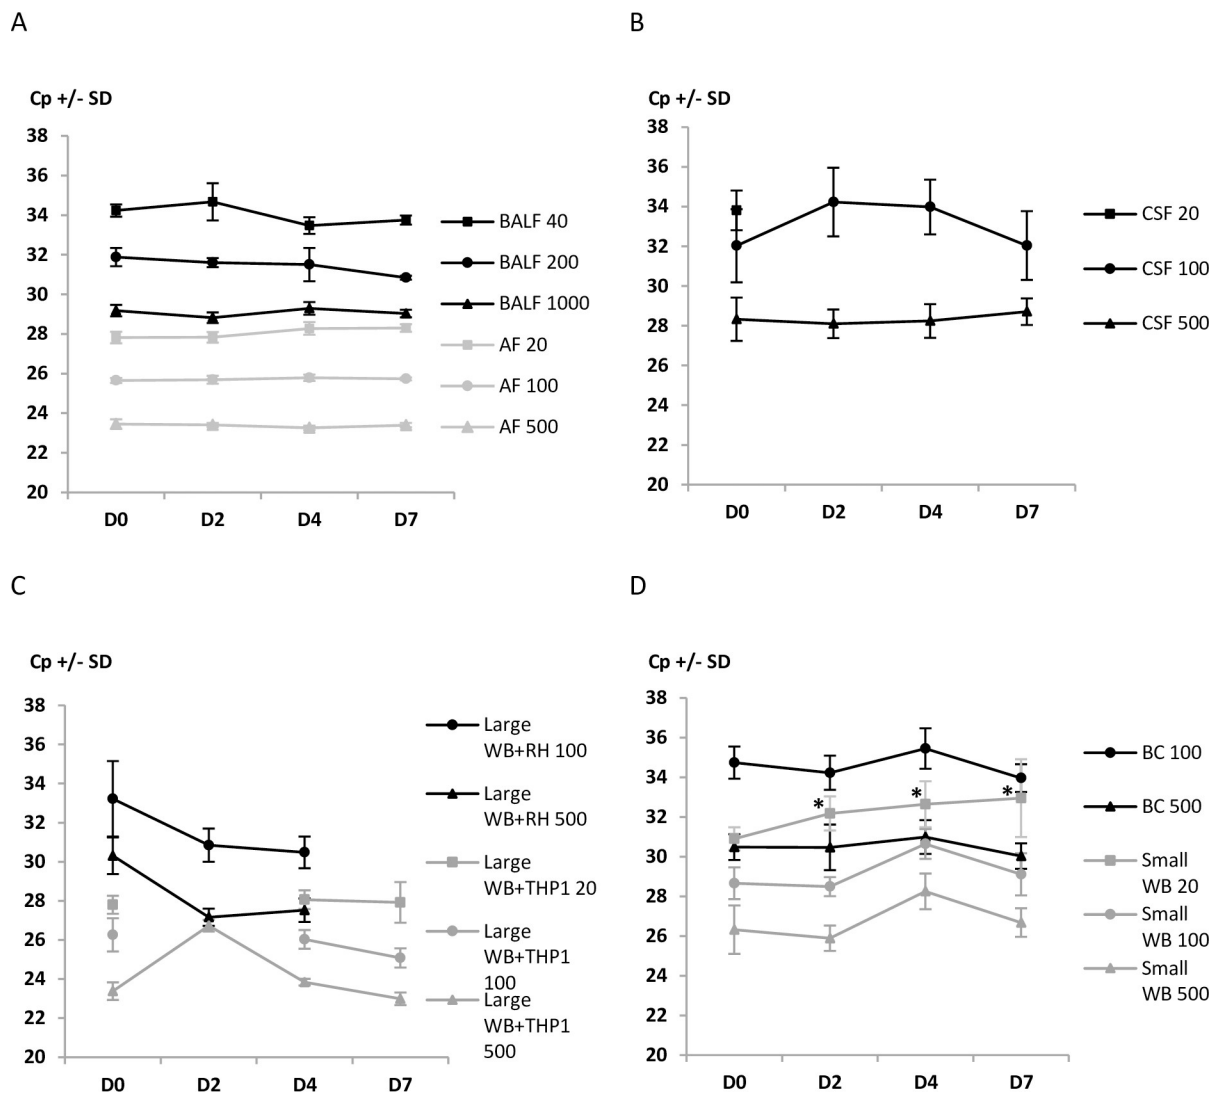 A
Cp +/- SD
38
36
34
32
30
28
26
24
22
20
D0 D2 D4 D7
BALF 40
BALF 200
BALF 1000
AF 20
AF 100
AF 500
B
Cp +/- SD
38
36
34
32
30
28
26
24
22
20
D0 D2 D4 D7
CSF 20
CSF 100
CSF 500
C
Cp +/- SD
38
36
34
32
30
28
26
24
22
20
D0 D2 D4 D7
Large
WB+RH 100
Large
WB+RH 500
Large
WB+THP1 20
Large
WB+THP1
100
Large
WB+THP1
500
D
Cp +/- SD
38
36
34
32
30
28
26
24
22
20
* * *
D0 D2 D4 D7
BC 100
BC 500
Small
WB 20
Small
WB 100
Small
WB 500